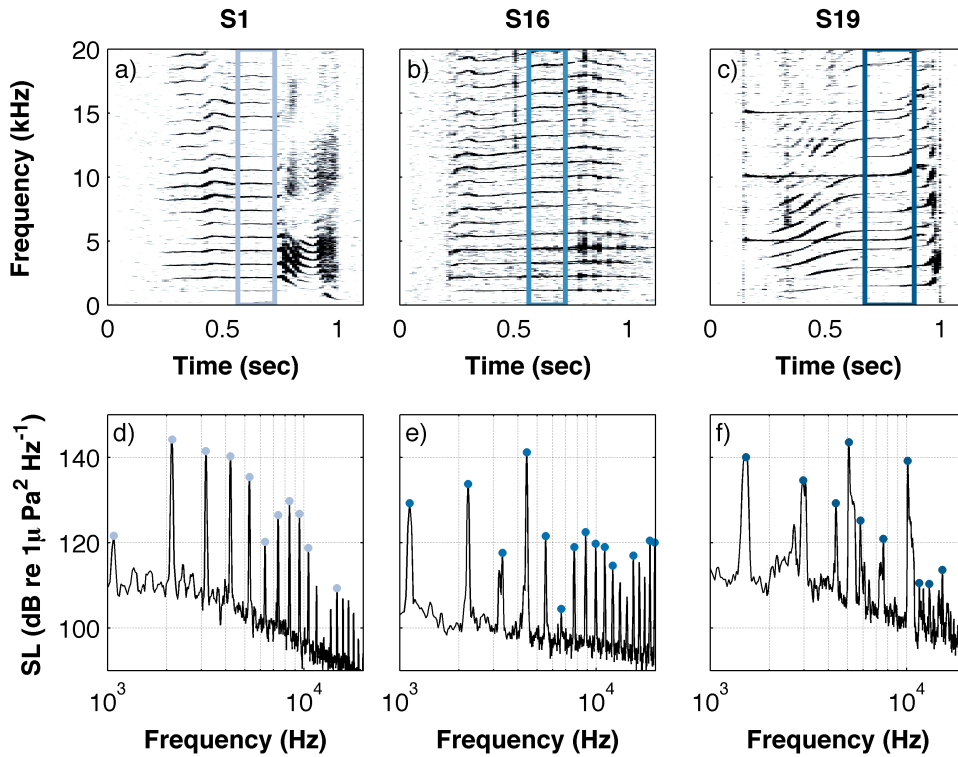 S1 S16 S19
a) b) c)
Frequency (kHz)
20
15
10
5
0
0 0.5 1
0 0.5 1
0 0.5 1
Time (sec) Time (sec) Time (sec)
d) e) f)
SL (dB re 1μ Pa² Hz⁻¹)
140
120
100
10³ 10⁴
10³ 10⁴
10³ 10⁴
Frequency (Hz) Frequency (Hz) Frequency (Hz)